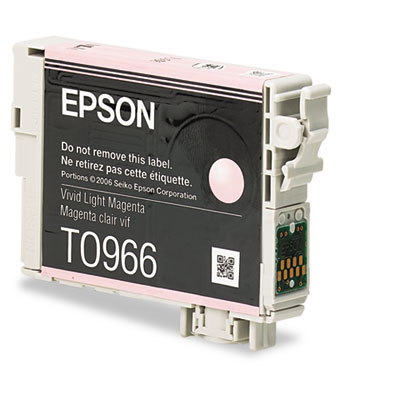 EPSON
Do not remove this label.
Ne retirez pas cette étiquette.
Portions ©2006 Seiko Epson Corporation
Vivid Light Magenta
Magenta clair vif
T0966